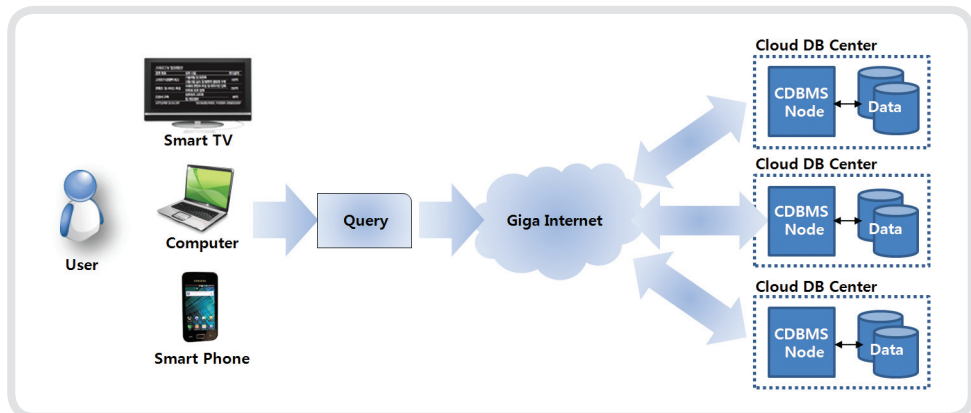 Smart TV
User
Computer
Smart Phone
Query
Giga Internet
Cloud DB Center
CDBMS
Node
Data
Cloud DB Center
CDBMS
Node
Data
Cloud DB Center
CDBMS
Node
Data